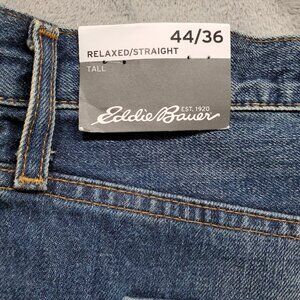 44/36
RELAXED/STRAIGHT
TALL
EST. 1920
Eddie Bauer